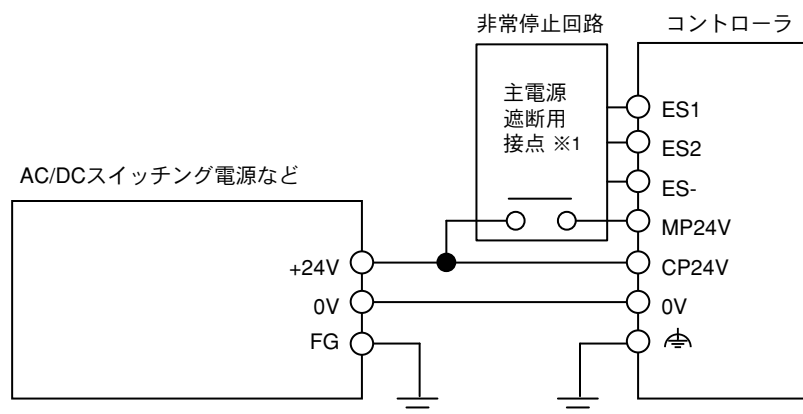 非常停止回路
コントローラ
主電源
遮断用
接点 ※1
ES1
ES2
ES-
MP24V
CP24V
0V
AC/DCスイッチング電源など
+24V
0V
FG